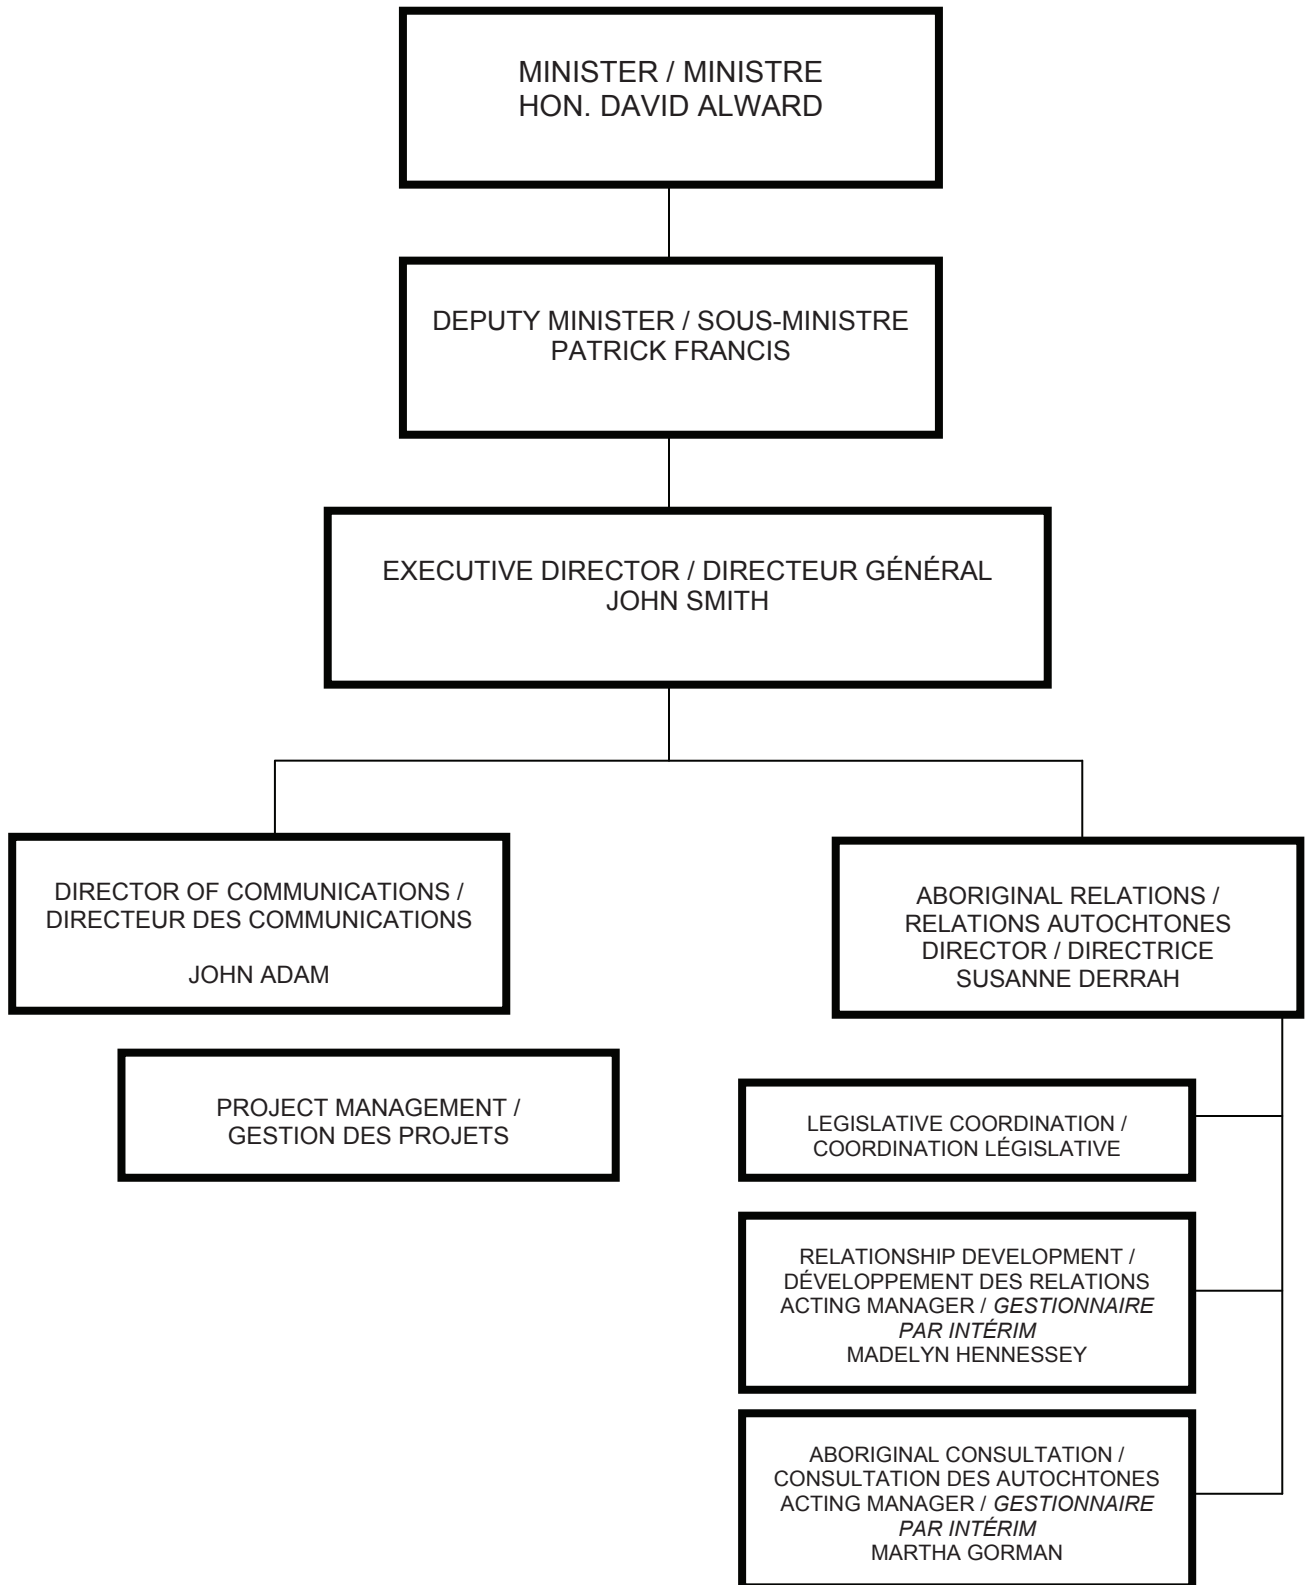 MINISTER / MINISTRE
HON. DAVID ALWARD
DEPUTY MINISTER / SOUS-MINISTRE
PATRICK FRANCIS
EXECUTIVE DIRECTOR / DIRECTEUR GÉNÉRAL
JOHN SMITH
DIRECTOR OF COMMUNICATIONS /
DIRECTEUR DES COMMUNICATIONS
JOHN ADAM
PROJECT MANAGEMENT /
GESTION DES PROJETS
ABORIGINAL RELATIONS /
RELATIONS AUTOCHTONES
DIRECTOR / DIRECTRICE
SUSANNE DERRAH
LEGISLATIVE COORDINATION /
COORDINATION LÉGISLATIVE
RELATIONSHIP DEVELOPMENT /
DÉVELOPPEMENT DES RELATIONS
ACTING MANAGER / GESTIONNAIRE
PAR INTÉRIM
MADELYN HENNESSEY
ABORIGINAL CONSULTATION /
CONSULTATION DES AUTOCHTONES
ACTING MANAGER / GESTIONNAIRE
PAR INTÉRIM
MARTHA GORMAN